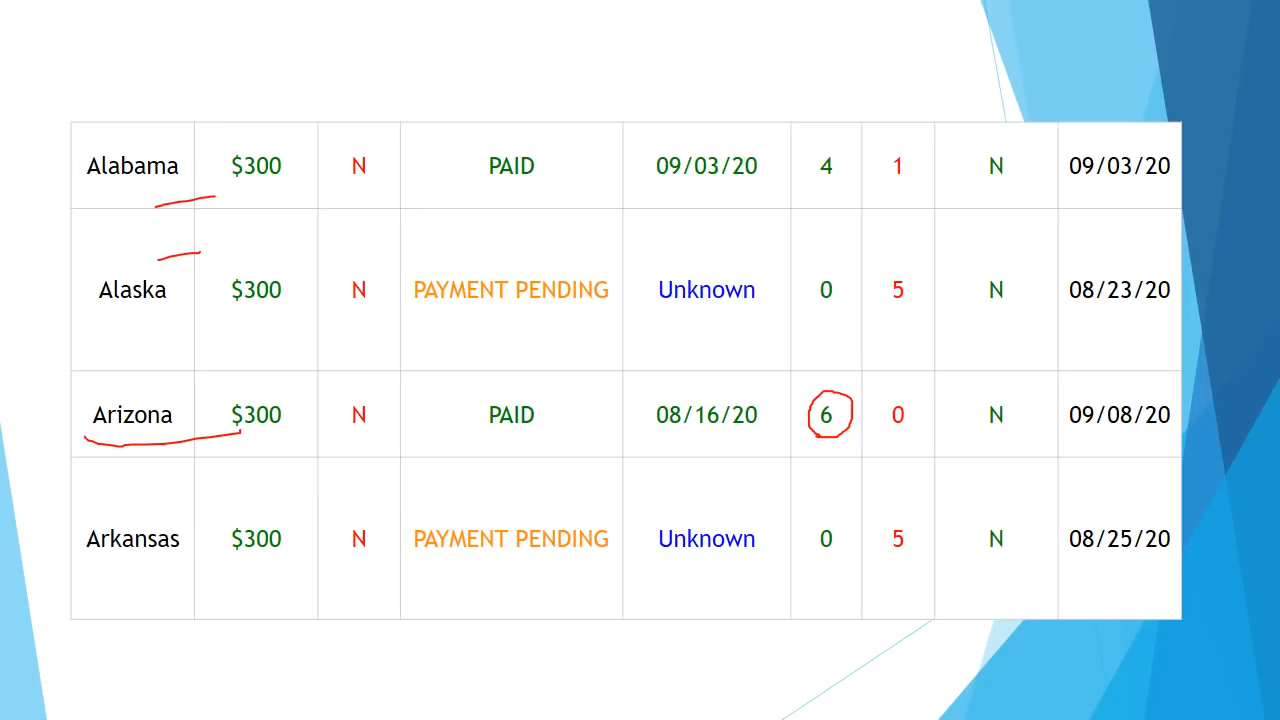 Alabama $300 N PAID 09/03/20 4 1 N 09/03/20
Alaska $300 N PAYMENT PENDING Unknown 0 5 N 08/23/20
Arizona $300 N PAID 08/16/20 6 0 N 09/08/20
Arkansas $300 N PAYMENT PENDING Unknown 0 5 N 08/25/20